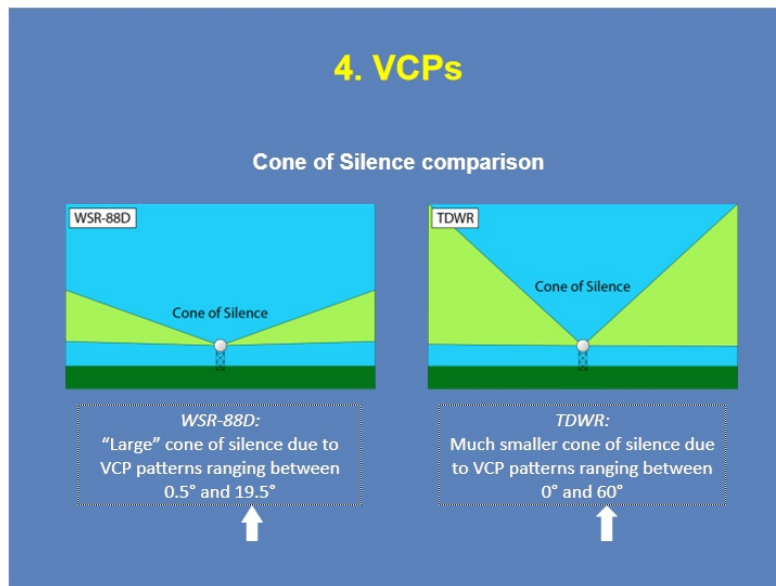 4. VCPs
Cone of Silence comparison
WSR-88D
Cone of Silence
TDWR
Cone of Silence
WSR-88D:
“Large” cone of silence due to
VCP patterns ranging between
0.5° and 19.5°
TDWR:
Much smaller cone of silence due
to VCP patterns ranging between
0° and 60°